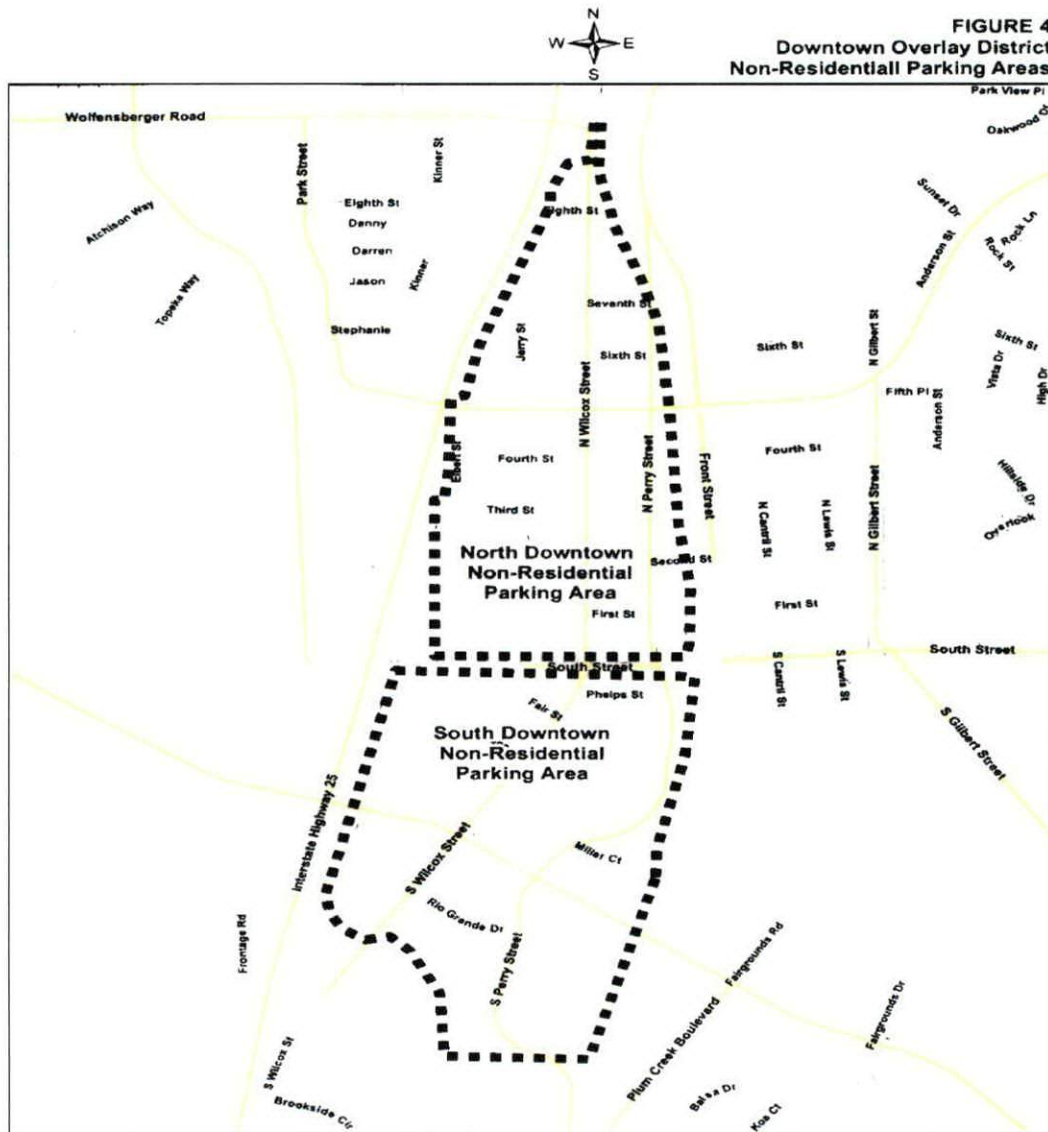 N
W E
S
FIGURE 4
Downtown Overlay District
Non-Residentiall Parking Areas
Park View Pl
Oakwood Dr
Wolfensberger Road
Kinner St
Park Street
Eighth St
Danny
Darren
Jason
Kinner
Stephanie
Atchison Way
Topeka Way
Eighth St
Seventh St
Jerry St
Sixth St
N Wilcox Street
Elbert St
Fourth St
Third St
N Perry Street
Front Street
North Downtown
Non-Residential
Parking Area
Second St
First St
Sunset Dr
Anderson St
Rock Ln
Rock St
N Gilbert St
Sixth St
Sixth St
Vista Dr
High Dr
Fifth Pl
Anderson St
Fourth St
Hillside Dr
Overlook
N Cantril St
N Lewis St
N Gilbert Street
First St
South Street
South Street
S Cantril St
S Lewis St
S Gilbert Street
Phelps St
Fair St
South Downtown
Non-Residential
Parking Area
Interstate Highway 25
S Wilcox Street
Miller Ct
Rio Grande Dr
Frontage Rd
S Perry Street
Fairgrounds Rd
Plum Creek Boulevard
Fairgrounds Dr
S Wilcox St
Brookside Cir
Balsa Dr
Koa Ct